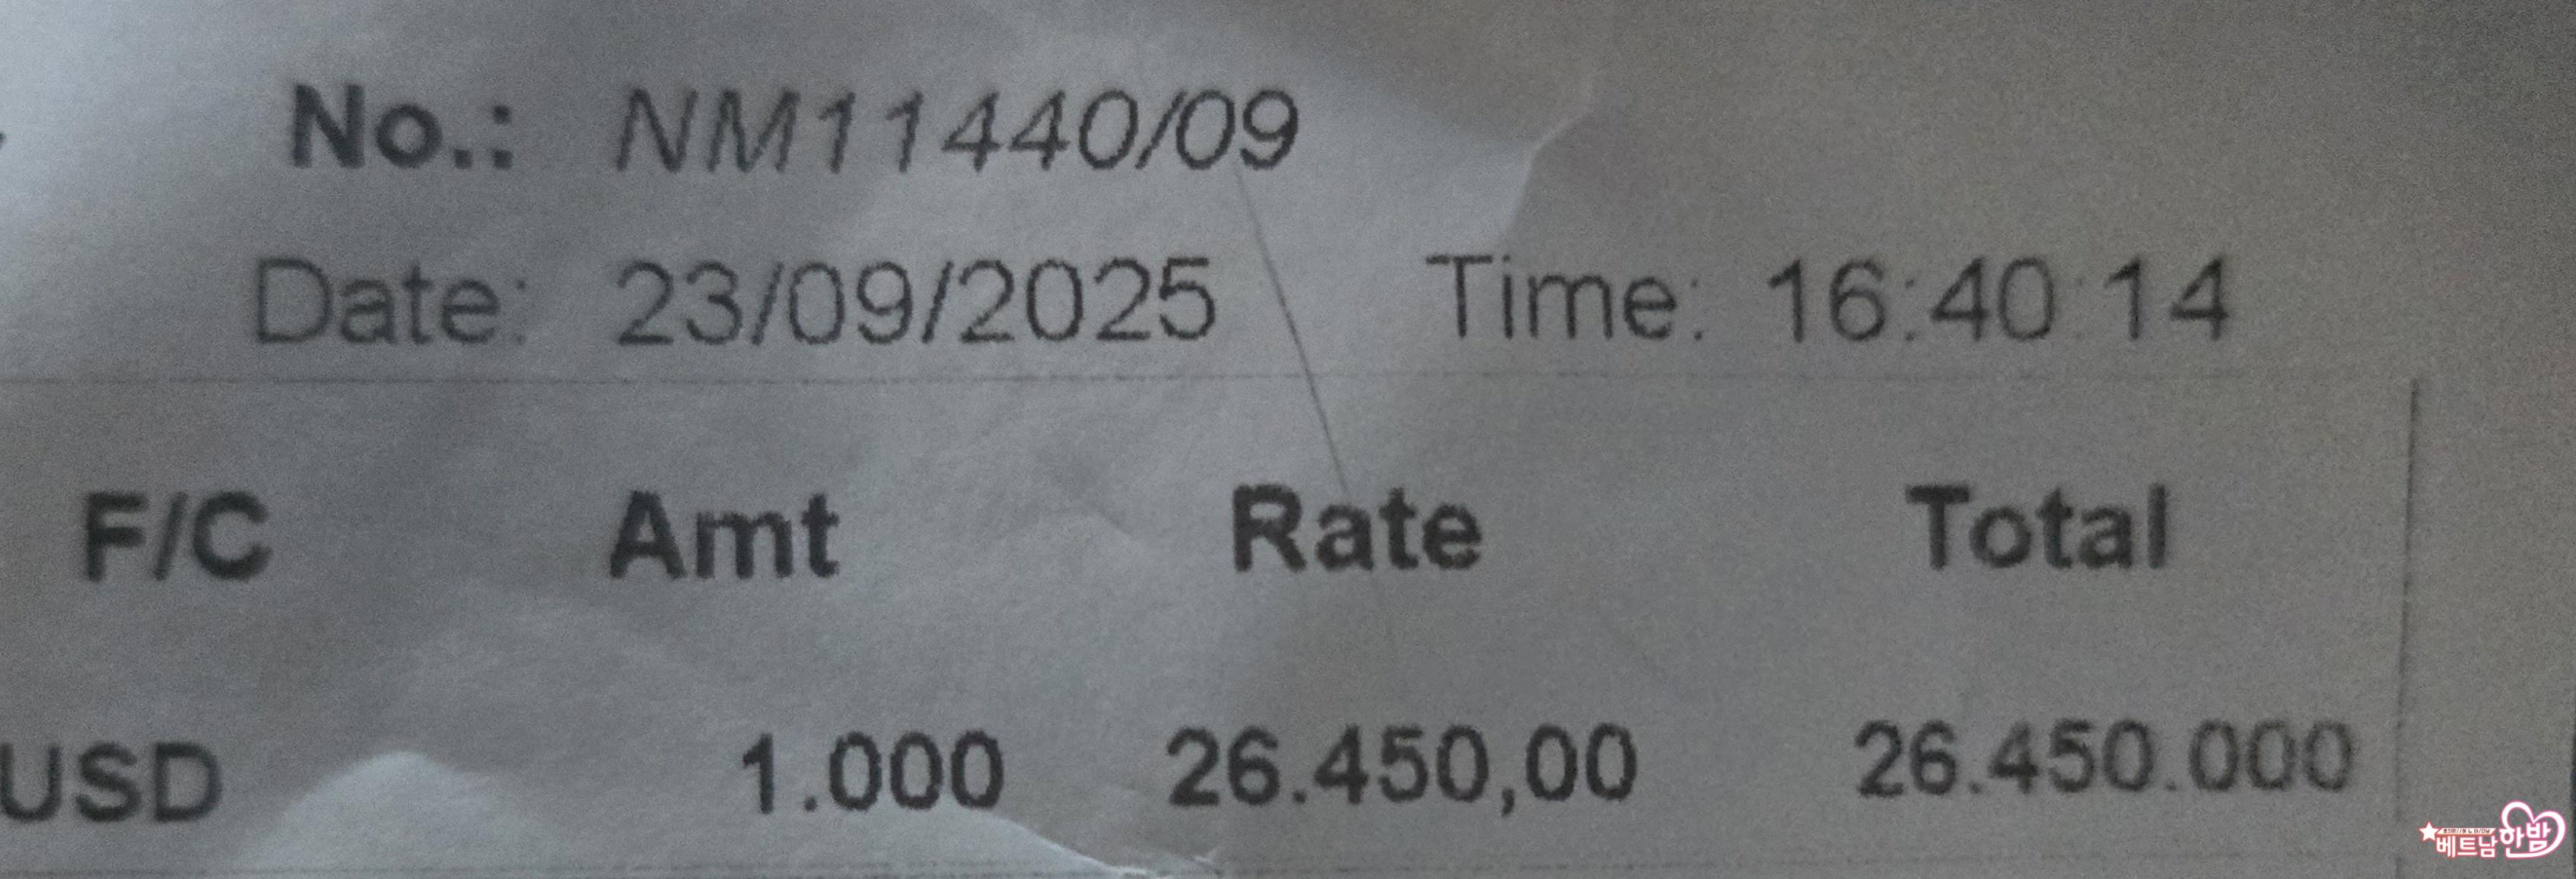 No.: NM11440/09
Date: 23/09/2025 Time: 16:40:14
F/C Amt Rate Total
USD 1.000 26.450,00 26.450.000
베트남 한밤